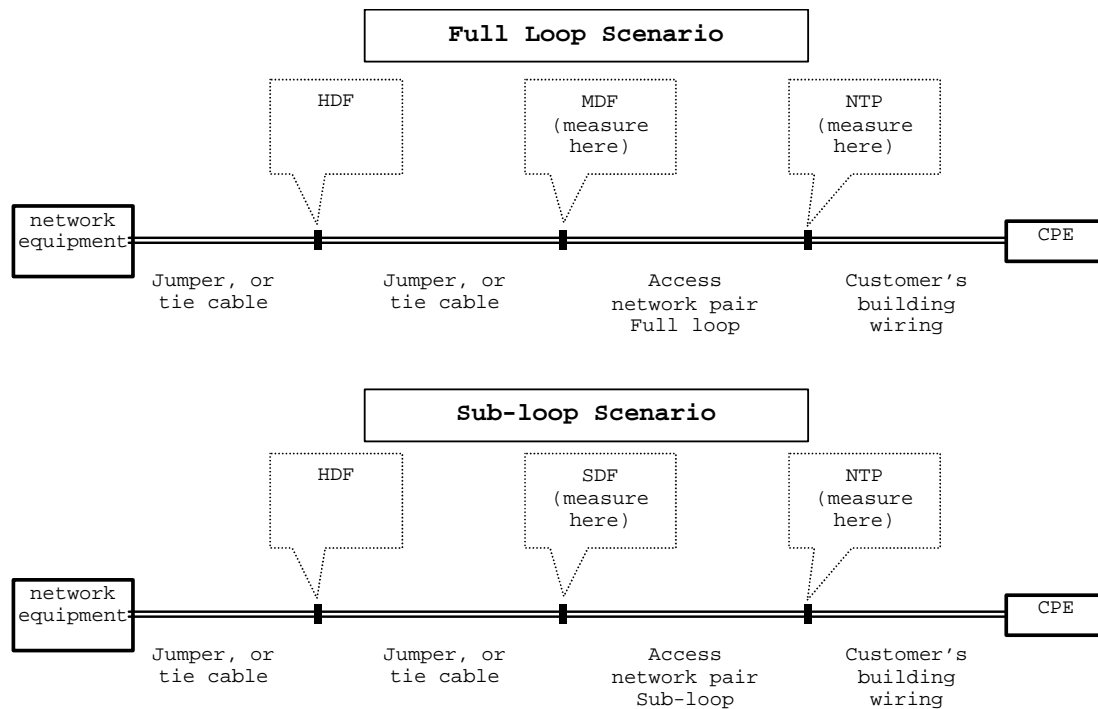 Full Loop Scenario
HDF
MDF
(measure
here)
NTP
(measure
here)
network
equipment
CPE
Jumper, or
tie cable
Jumper, or
tie cable
Access
network pair
Full loop
Customer's
building
wiring
Sub-loop Scenario
HDF
SDF
(measure
here)
NTP
(measure
here)
network
equipment
CPE
Jumper, or
tie cable
Jumper, or
tie cable
Access
network pair
Sub-loop
Customer's
building
wiring